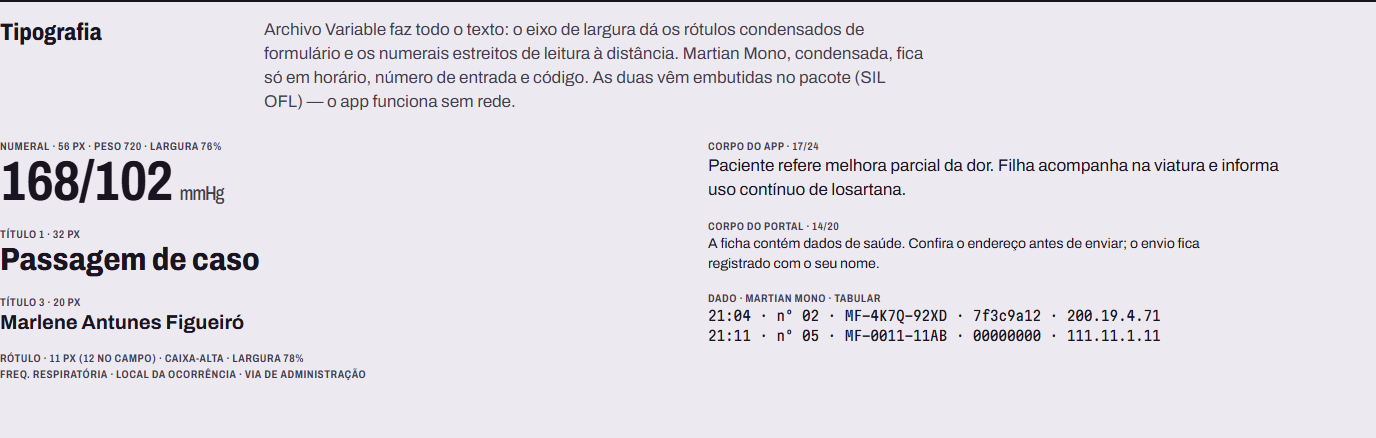 Tipografia
Archivo Variable faz todo o texto: o eixo de largura dá os rótulos condensados de
formulário e os numerais estreitos de leitura à distância. Martian Mono, condensada, fica
só em horário, número de entrada e código. As duas vêm embutidas no pacote (SIL
OFL) — o app funciona sem rede.
NUMERAL · 56 PX · PESO 720 · LARGURA 76%
168/102 mmHg
TÍTULO 1 · 32 PX
Passagem de caso
TÍTULO 3 · 20 PX
Marlene Antunes Figueiró
RÓTULO · 11 PX (12 NO CAMPO) · CAIXA-ALTA · LARGURA 78%
FREQ. RESPIRATÓRIA · LOCAL DA OCORRÊNCIA · VIA DE ADMINISTRAÇÃO
CORPO DO APP · 17/24
Paciente refere melhora parcial da dor. Filha acompanha na viatura e informa
uso contínuo de losartana.
CORPO DO PORTAL · 14/20
A ficha contém dados de saúde. Confira o endereço antes de enviar; o envio fica
registrado com o seu nome.
DADO · MARTIAN MONO · TABULAR
21:04 · nº 02 · MF-4K7Q-92XD · 7f3c9a12 · 200.19.4.71
21:11 · nº 05 · MF-0011-11AB · 00000000 · 111.11.1.11